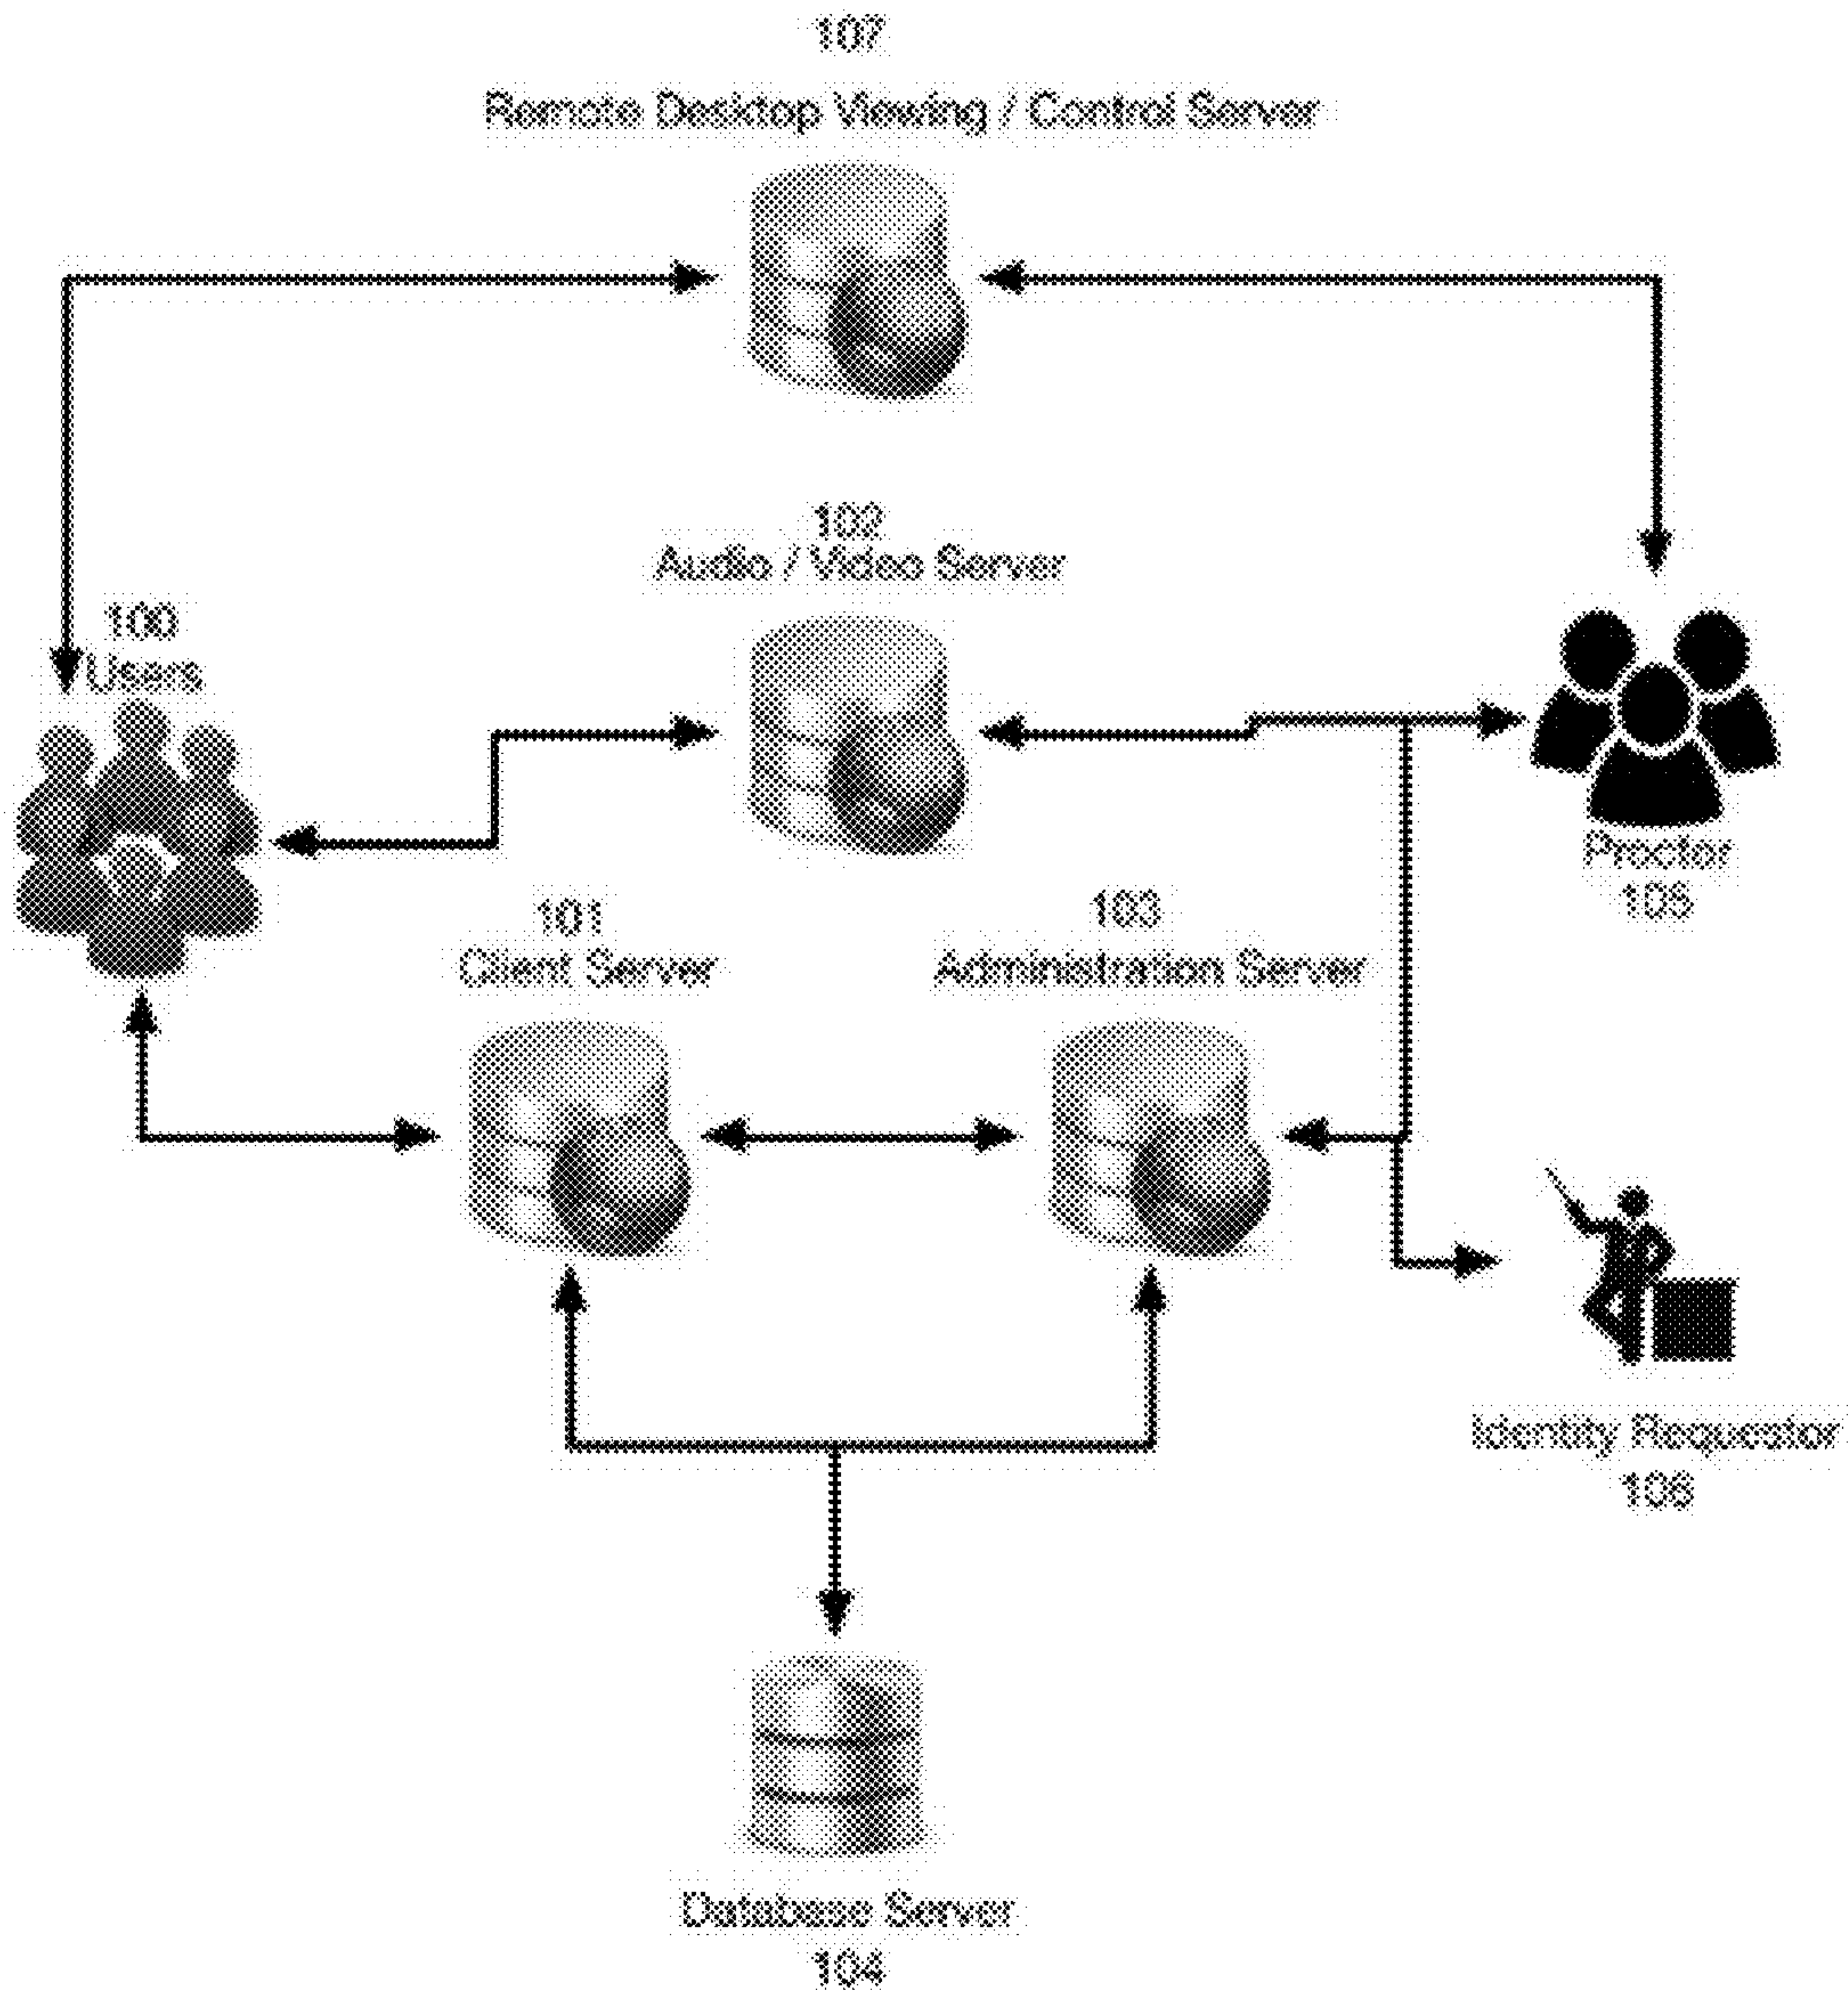 107
Remote Desktop Viewing / Control Server
102
Audio / Video Server
100
Users
Proctor
105
101
Client Server
103
Administration Server
Identity Requestor
106
Database Server
104